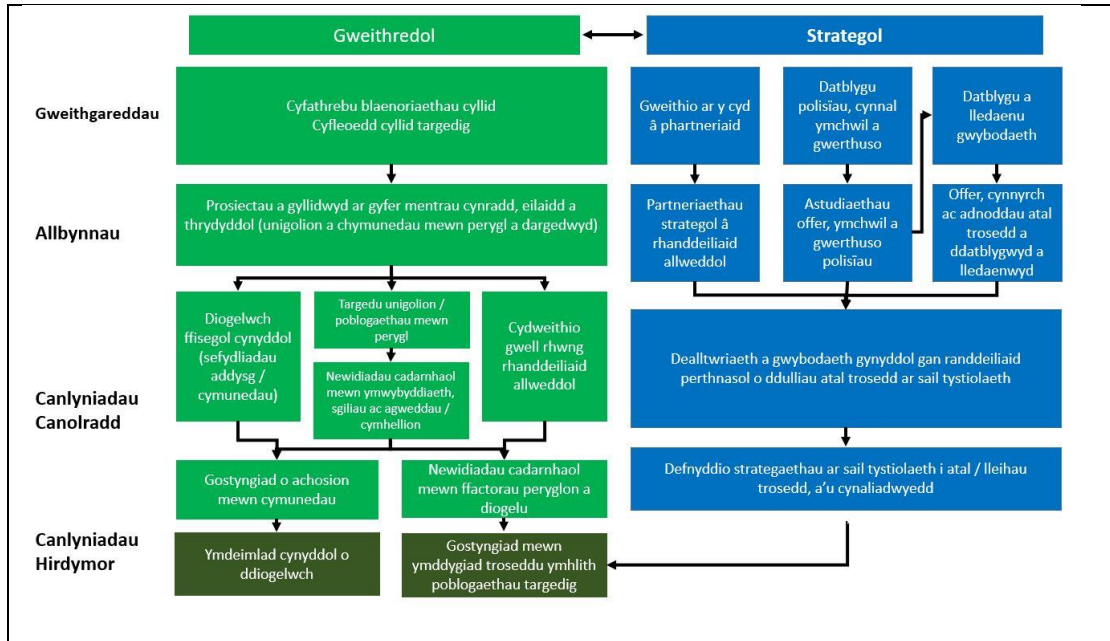 Gweithredol
Strategol
Gweithgareddau
Cyfathrebu blaenoriaethau cyllid
Cyfleoedd cyllid targedig
Gweithio ar y cyd
â phartneriaid
Datblygu
polisïau, cynnal
ymchwil a
gwerthuso
Datblygu a
lledaenu
gwybodaeth
Allbynnau
Prosiectau a gyllidwyd ar gyfer mentrau cynradd, eilaidd a
thrydyddol (unigolion a chymunedau mewn perygl a dargedwyd)
Partneriaethau
strategol â
rhanddeiliaid
allweddol
Astudiaethau
offer, ymchwil a
gwerthuso
polisïau
Offer, cynnyrch
ac adnoddau atal
trosedd a
ddatblygwyd a
lledaenwyd
Canlyniadau
Canolradd
Diogelwch
ffisegol cynyddol
(sefydliadau
addysg /
cymunedau)
Targedu unigolion /
poblogaethau mewn
perygl
Newidiadau cadarnhaol
mewn ymwybyddiaeth,
sgiliau ac agweddau /
cymhellion
Cydweithio
gwell rhwng
rhanddeiliaid
allweddol
Dealltwriaeth a gwybodaeth gynyddol gan randdeiliaid
perthnasol o ddulliau atal trosedd ar sail tystiolaeth
Gostyngiad o achosion
mewn cymunedau
Newidiadau cadarnhaol
mewn ffactorau peryglon a
diogelu
Defnyddio strategaethau ar sail tystiolaeth i atal / lleihau
trosedd, a'u cynaliadwyedd
Canlyniadau
Hirdymor
Ymdeimlad cynyddol o
ddiogelwch
Gostyngiad mewn
ymddygiad troseddu ymhlith
poblogaethau targedig